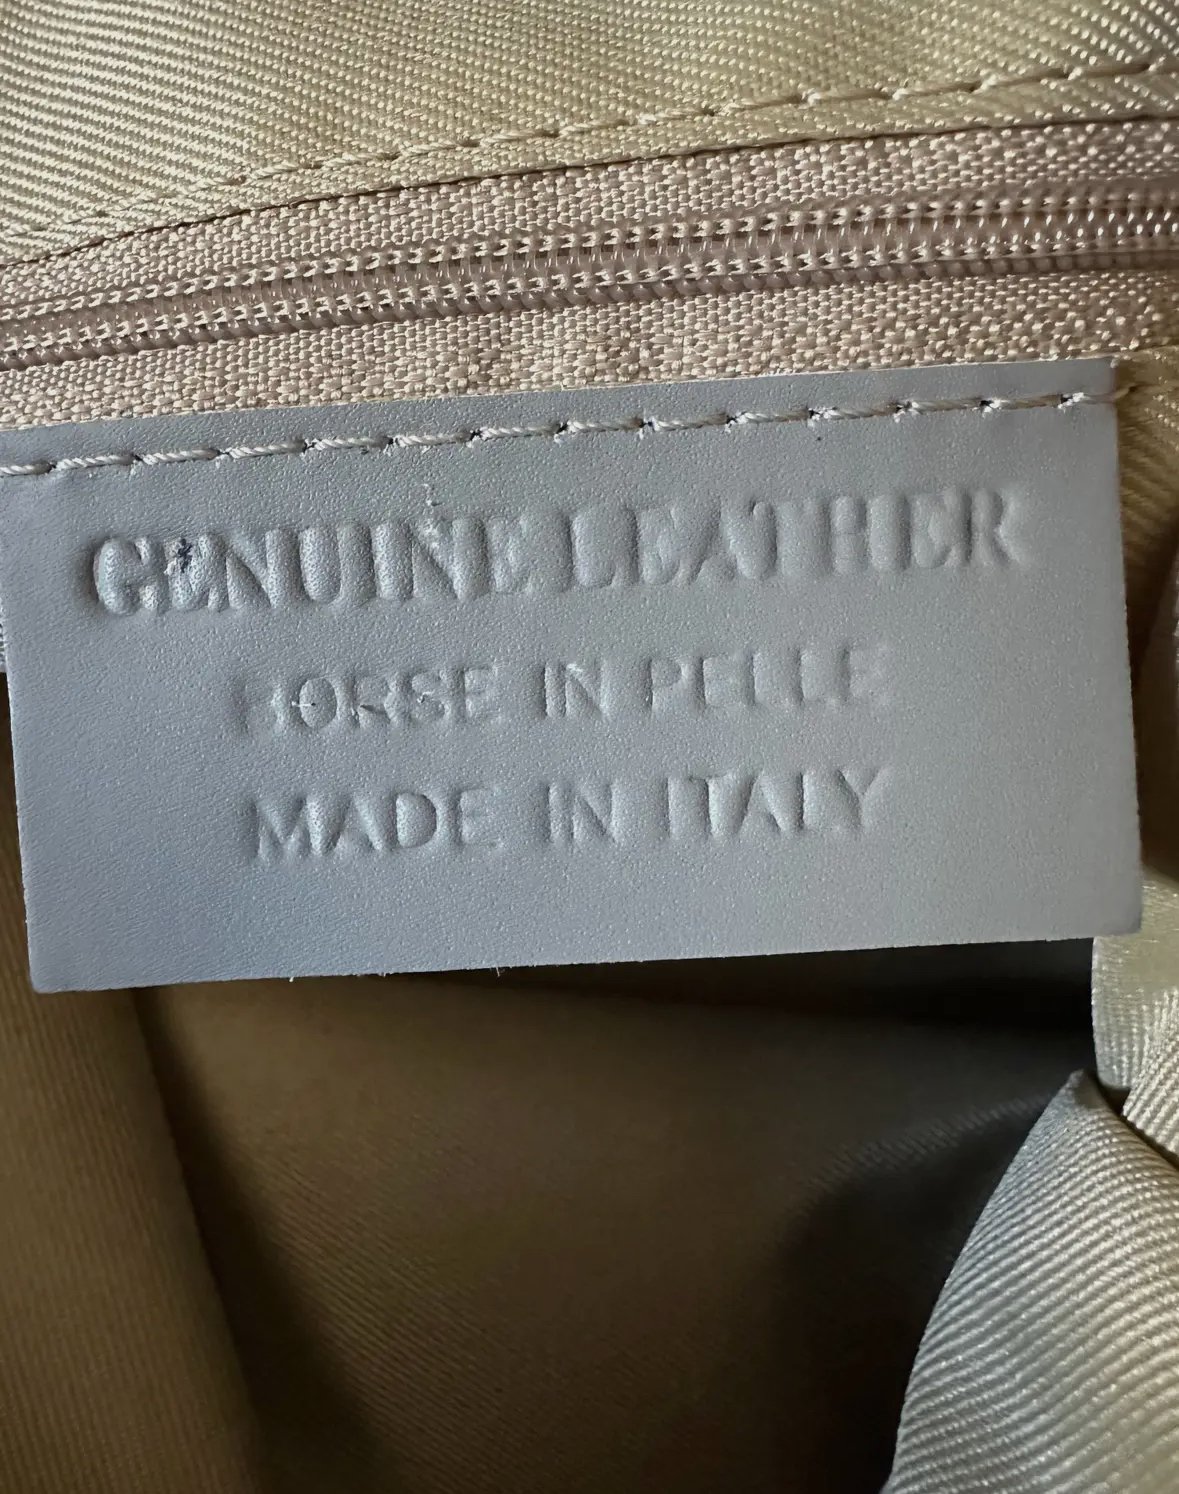 GENUINE LEATHER
BORSE IN PELLE
MADE IN ITALY